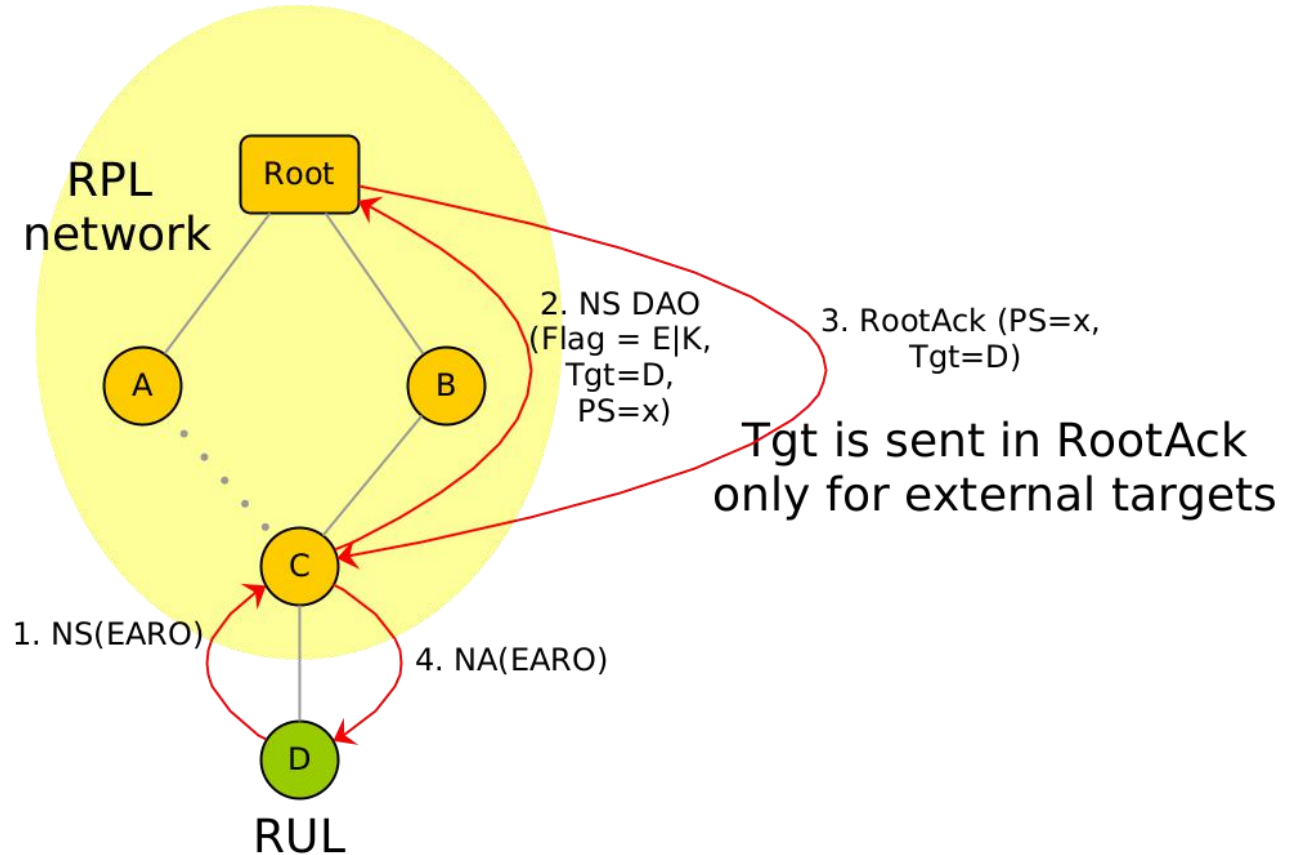 Root
RPL
network
2. NS DAO
(Flag = E|K,
Tgt=D,
PS=x)
3. RootAck (PS=x,
Tgt=D)
A
B
Tgt is sent in RootAck
only for external targets
C
1. NS(EARO)
4. NA(EARO)
D
RUL